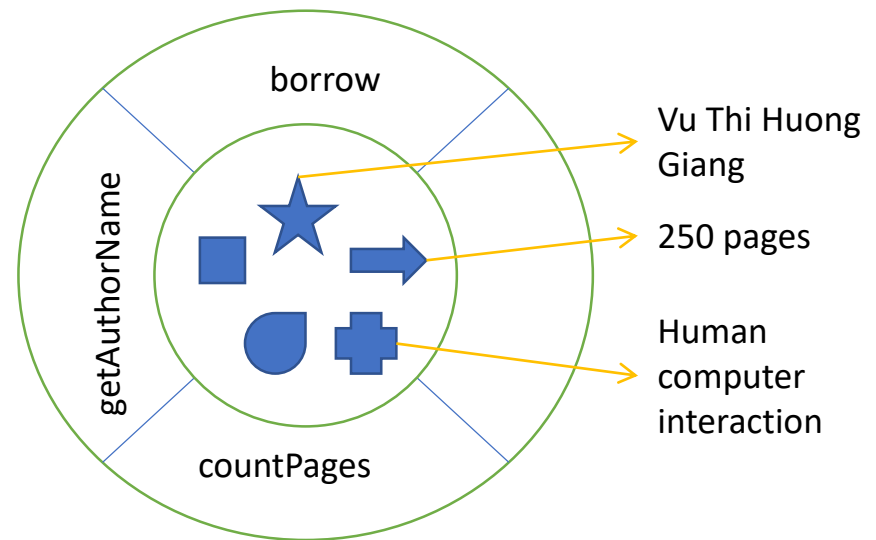 borrow
Vu Thi Huong
Giang
getAuthorName
250 pages
Human
computer
interaction
countPages